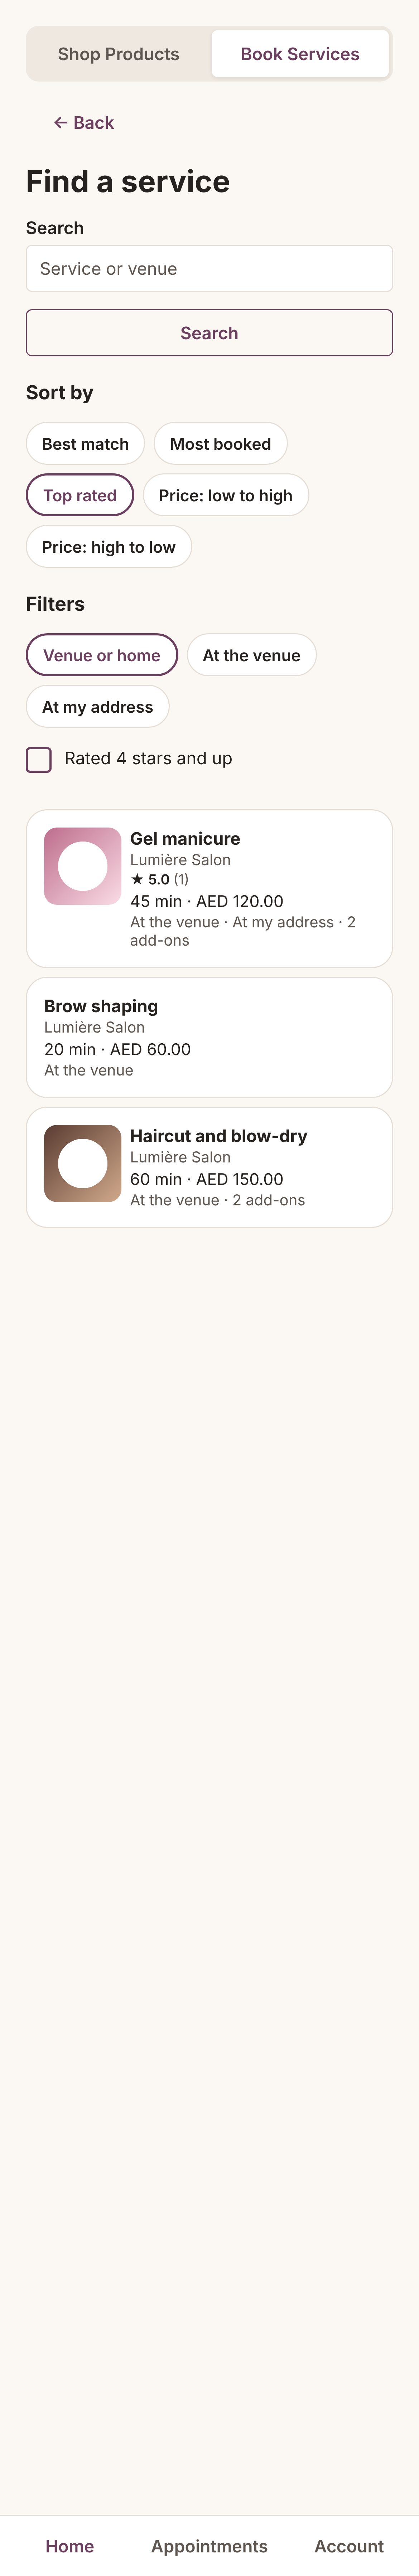 Shop Products
Book Services
← Back
Find a service
Search
Service or venue
Search
Sort by
Best match
Most booked
Top rated
Price: low to high
Price: high to low
Filters
Venue or home
At the venue
At my address
Rated 4 stars and up
Gel manicure
Lumière Salon
★ 5.0 (1)
45 min · AED 120.00
At the venue · At my address · 2
add-ons
Brow shaping
Lumière Salon
20 min · AED 60.00
At the venue
Haircut and blow-dry
Lumière Salon
60 min · AED 150.00
At the venue · 2 add-ons
Home
Appointments
Account